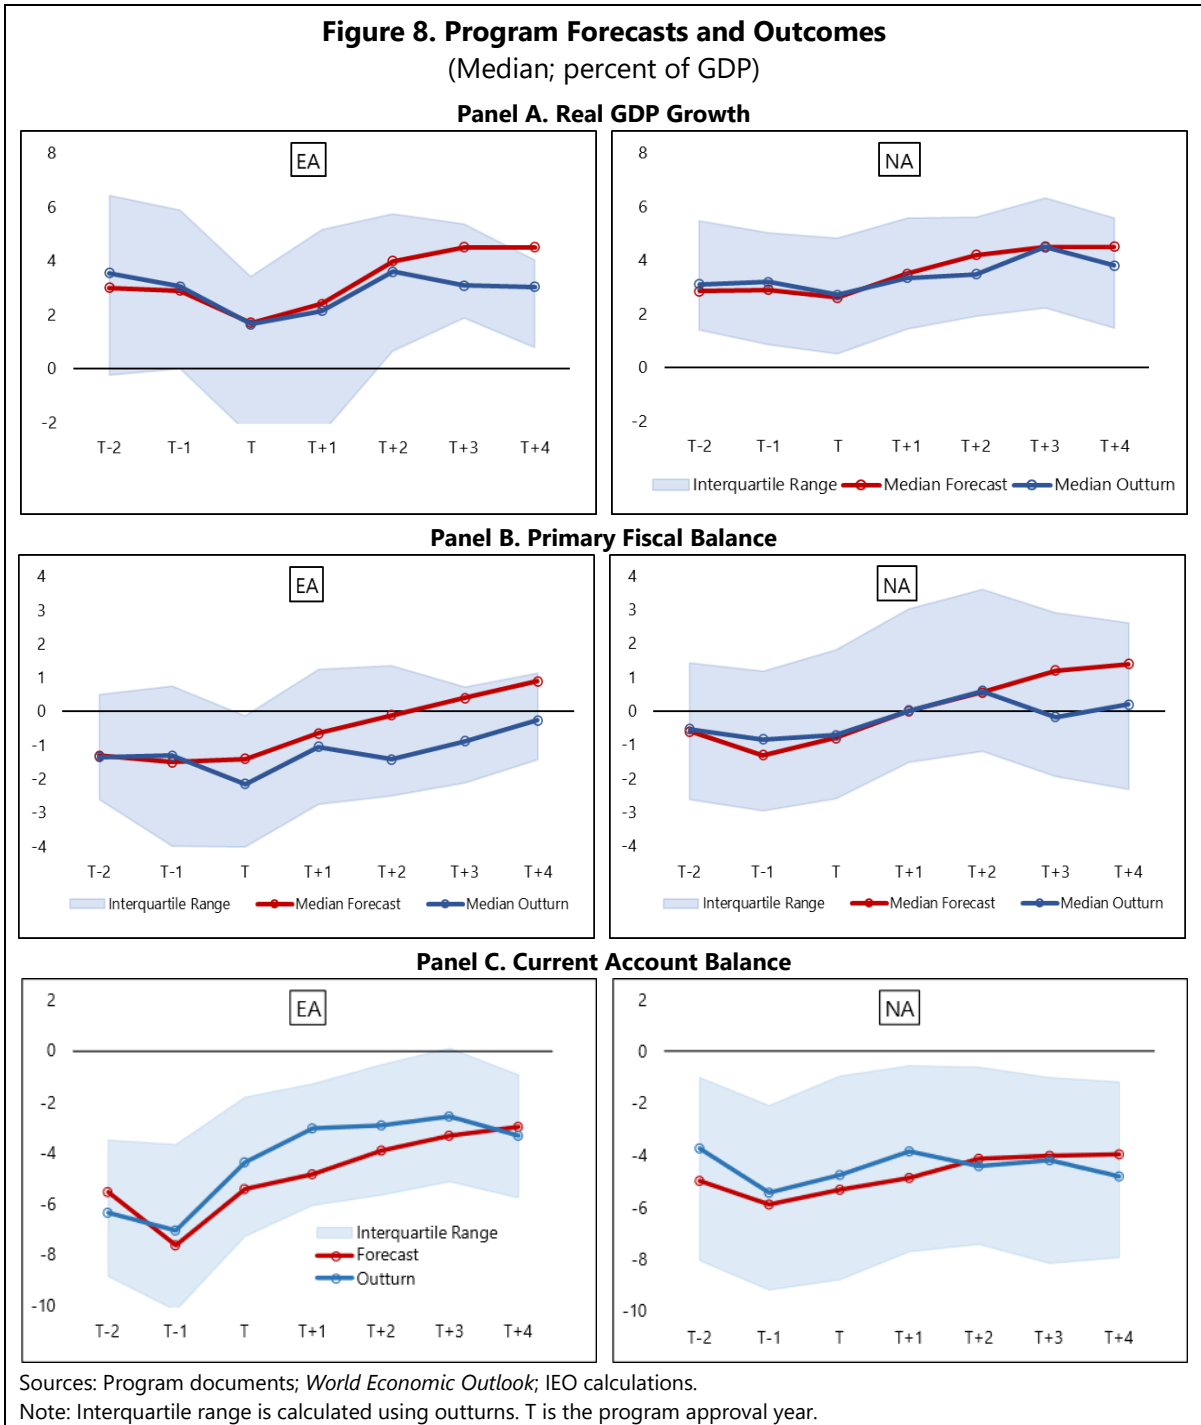 Figure 8. Program Forecasts and Outcomes
(Median; percent of GDP)
Panel A. Real GDP Growth
EA
8
6
4
2
0
-2
T-2 T-1 T T+1 T+2 T+3 T+4
NA
8
6
4
2
0
-2
T-2 T-1 T T+1 T+2 T+3 T+4
Interquartile Range Median Forecast Median Outturn
Panel B. Primary Fiscal Balance
EA
4
3
2
1
0
-1
-2
-3
-4
T-2 T-1 T T+1 T+2 T+3 T+4
Interquartile Range Median Forecast Median Outturn
NA
4
3
2
1
0
-1
-2
-3
-4
T-2 T-1 T T+1 T+2 T+3 T+4
Interquartile Range Median Forecast Median Outturn
Panel C. Current Account Balance
EA
2
0
-2
-4
-6
-8
-10
Interquartile Range
Forecast
Outturn
T-2 T-1 T T+1 T+2 T+3 T+4
NA
2
0
-2
-4
-6
-8
-10
T-2 T-1 T T+1 T+2 T+3 T+4
Sources: Program documents; World Economic Outlook; IEO calculations.
Note: Interquartile range is calculated using outturns. T is the program approval year.